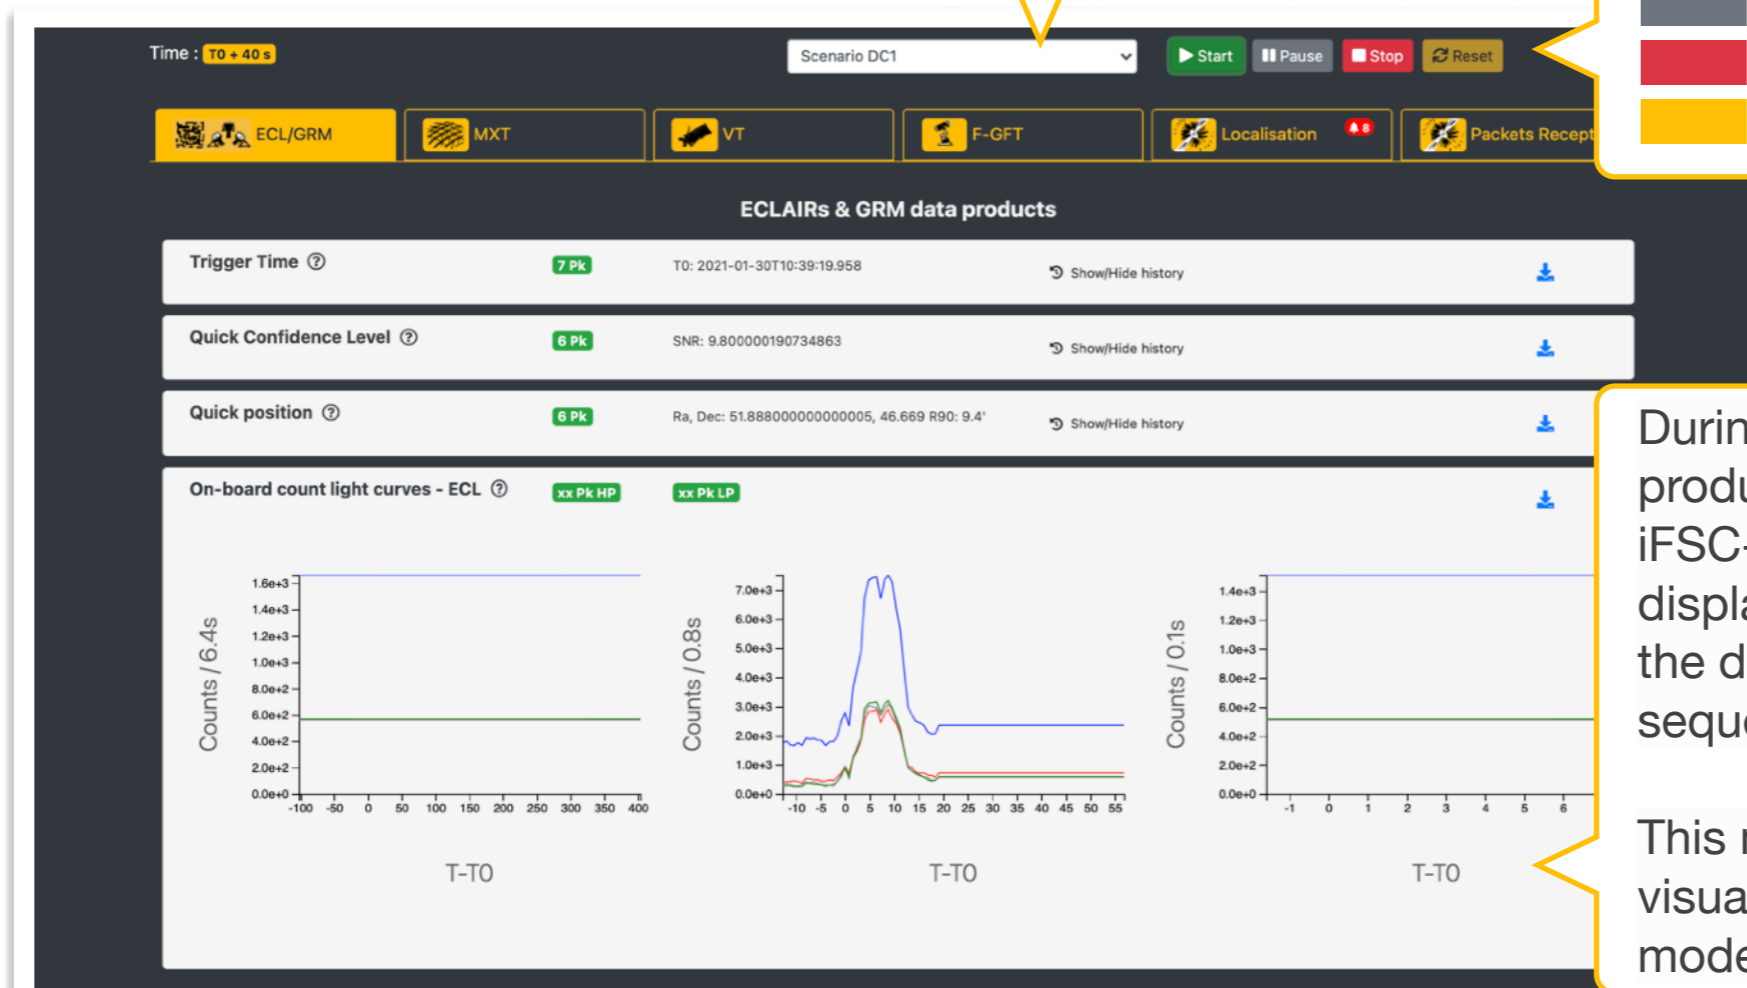 Time : T0 + 40 s
Scenario DC1
Start
Pause
Stop
Reset
ECL/GRM
MXT
VT
F-GFT
Localisation
8
Packets Recept
ECLAIRs & GRM data products
Trigger Time
7 Pk
T0: 2021-01-30T10:39:19.958
Show/Hide history
Quick Confidence Level
6 Pk
SNR: 9.800000190734863
Show/Hide history
Quick position
6 Pk
Ra, Dec: 51.888000000000005, 46.669 R90: 9.4'
Show/Hide history
On-board count light curves - ECL
xx Pk HP
xx Pk LP
Counts / 6.4s
1.6e+3
1.4e+3
1.2e+3
1.0e+3
8.0e+2
6.0e+2
4.0e+2
2.0e+2
0.0e+0
-100 -50 0 50 100 150 200 250 300 350 400
T-T0
Counts / 0.8s
7.0e+3
6.0e+3
5.0e+3
4.0e+3
3.0e+3
2.0e+3
1.0e+3
0.0e+0
-10 -5 0 5 10 15 20 25 30 35 40 45 50 55
T-T0
Counts / 0.1s
1.4e+3
1.2e+3
1.0e+3
8.0e+2
6.0e+2
4.0e+2
2.0e+2
0.0e+0
-1 0 1 2 3 4 5 6
T-T0
Durin
produ
iFSC-
displa
the d
seque
This
visua
mode